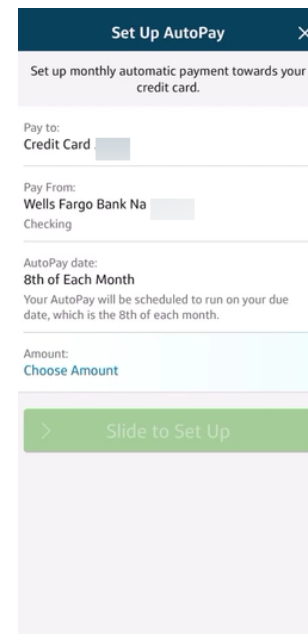 Set Up AutoPay
Set up monthly automatic payment towards your
credit card.
Pay to:
Credit Card
Pay From:
Wells Fargo Bank Na
Checking
AutoPay date:
8th of Each Month
Your AutoPay will be scheduled to run on your due
date, which is the 8th of each month.
Amount:
Choose Amount
Slide to Set Up